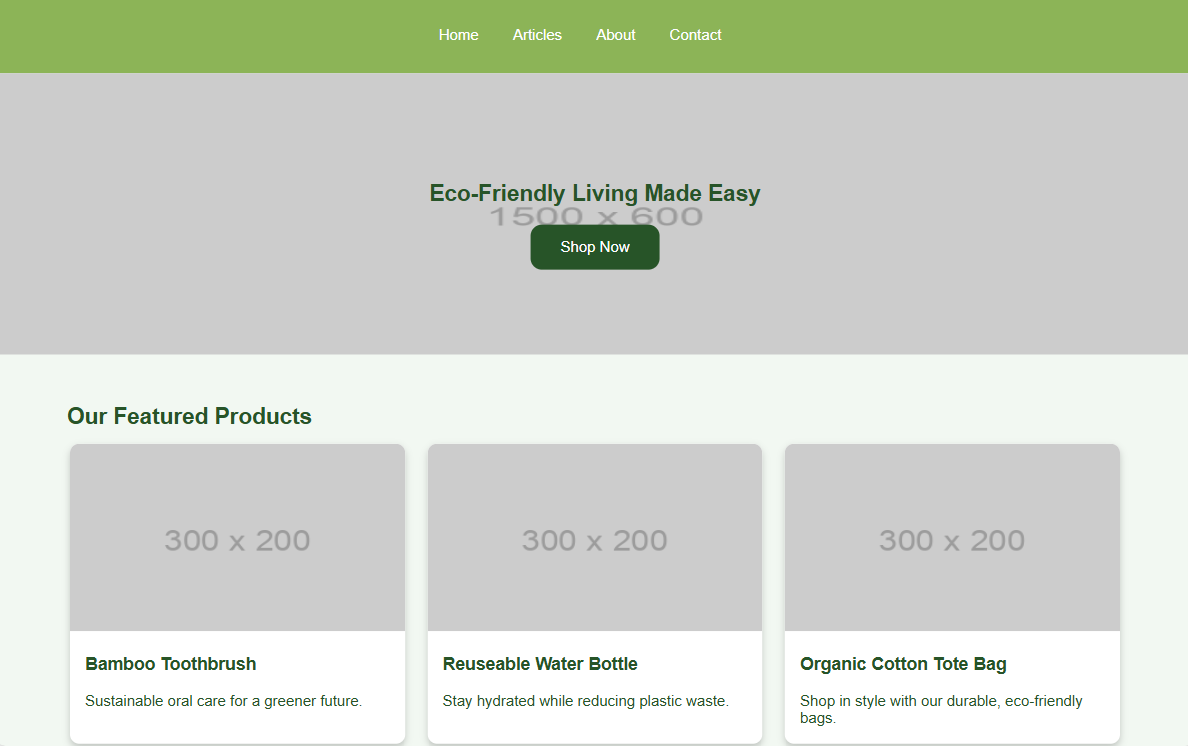 Home Articles About Contact
Eco-Friendly Living Made Easy
1500 x 600
Shop Now
Our Featured Products
300 x 200 300 x 200 300 x 200
Bamboo Toothbrush
Sustainable oral care for a greener future.
Reuseable Water Bottle
Stay hydrated while reducing plastic waste.
Organic Cotton Tote Bag
Shop in style with our durable, eco-friendly
bags.